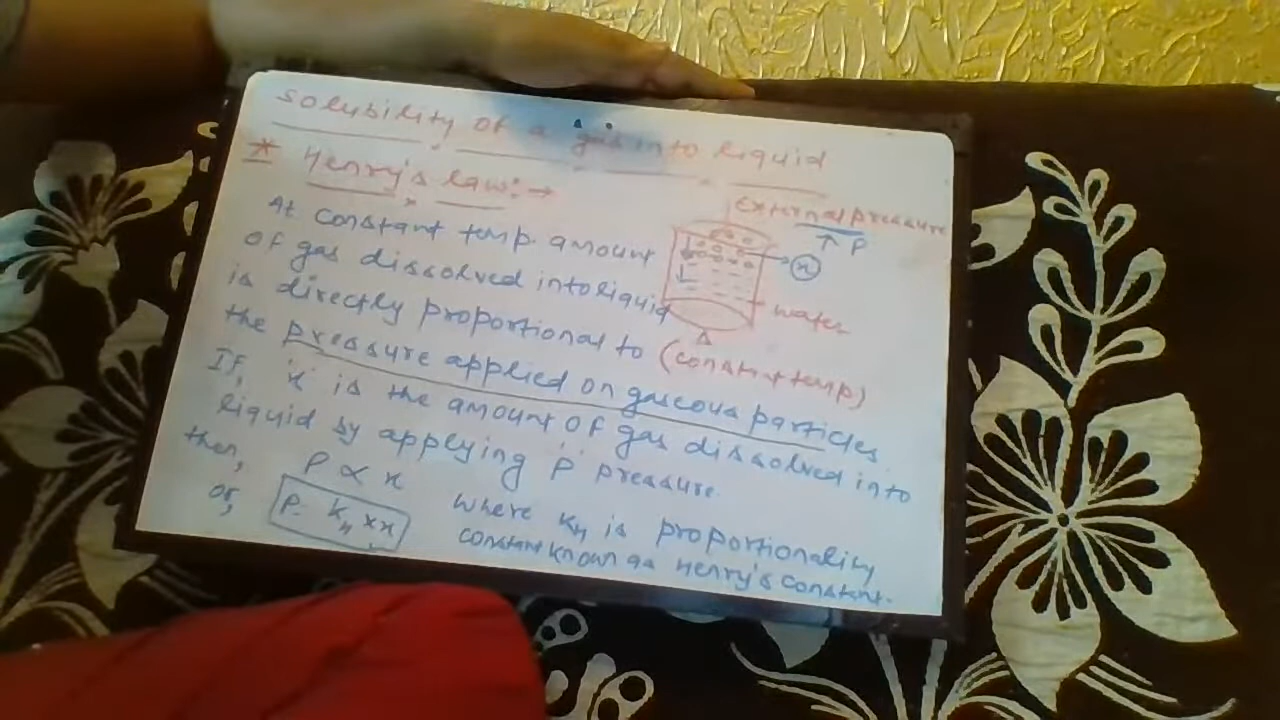 Solubility of a gas into liquid
* Henry's law:→
External pressure
↑ P
At constant temp. amount
of gas dissolved into liquid
is directly proportional to
the pressure applied on gaseous particles
x
water
Δ
(constant temp)
If, 'x' is the amount of gas dissolved into
liquid by applying 'p' pressure.
then, P ∝ x
or, P = K_H × x
where K_H is proportionality
constant known as Henry's constant.